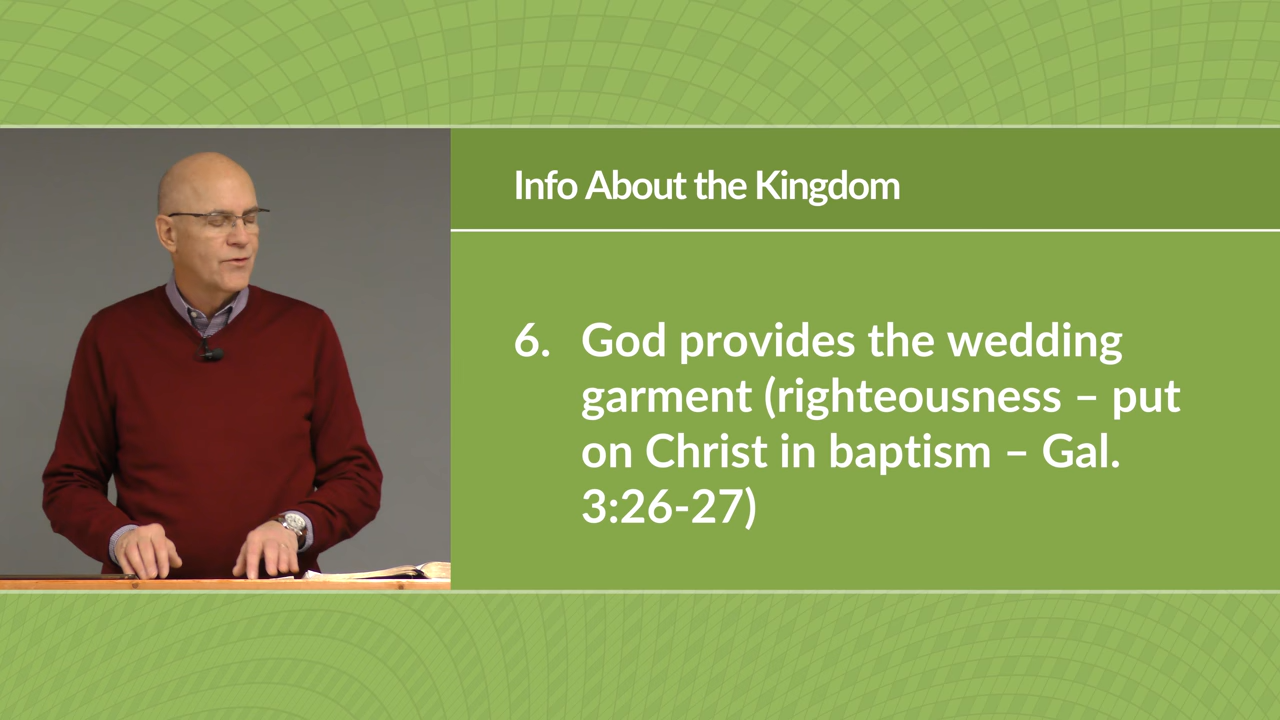 Info About the Kingdom
6. God provides the wedding
garment (righteousness – put
on Christ in baptism – Gal.
3:26-27)